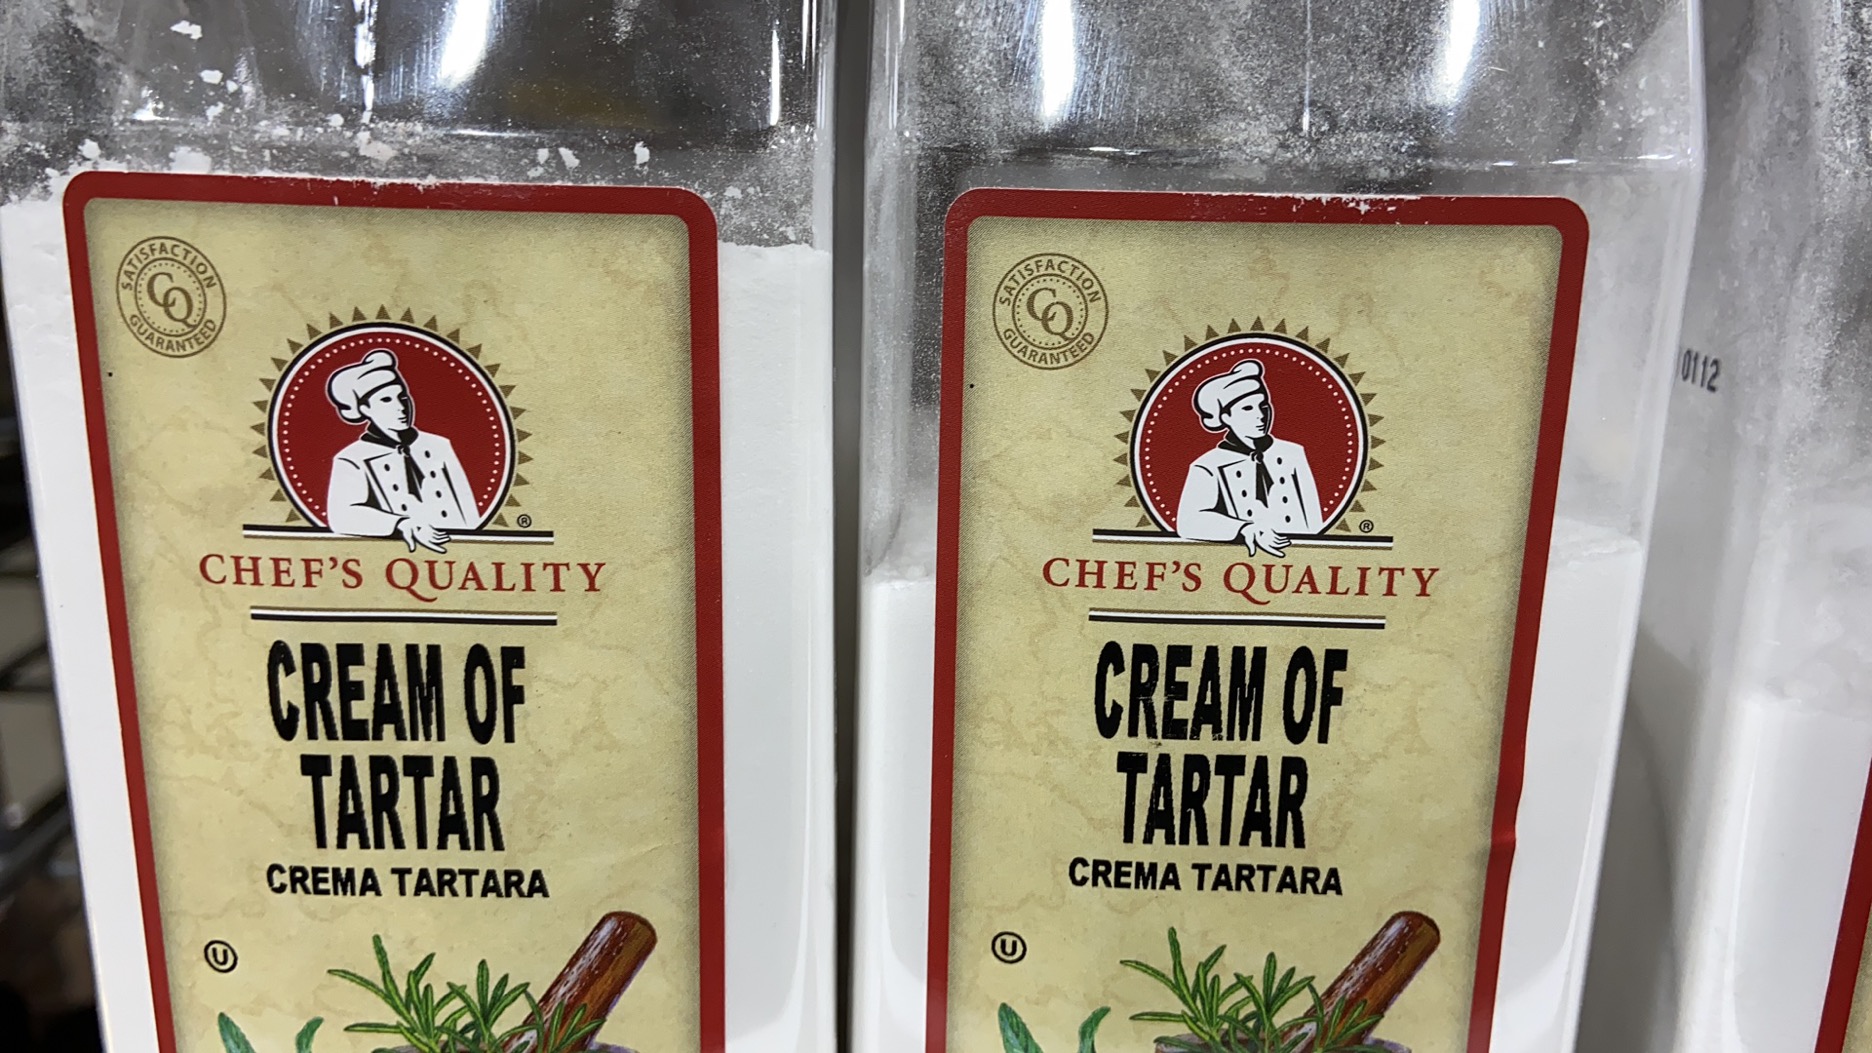 SATISFACTION
CQ
GUARANTEED
®
CHEF'S QUALITY
CREAM OF
TARTAR
CREMA TARTARA
U
SATISFACTION
CQ
GUARANTEED
®
CHEF'S QUALITY
CREAM OF
TARTAR
CREMA TARTARA
U
0112